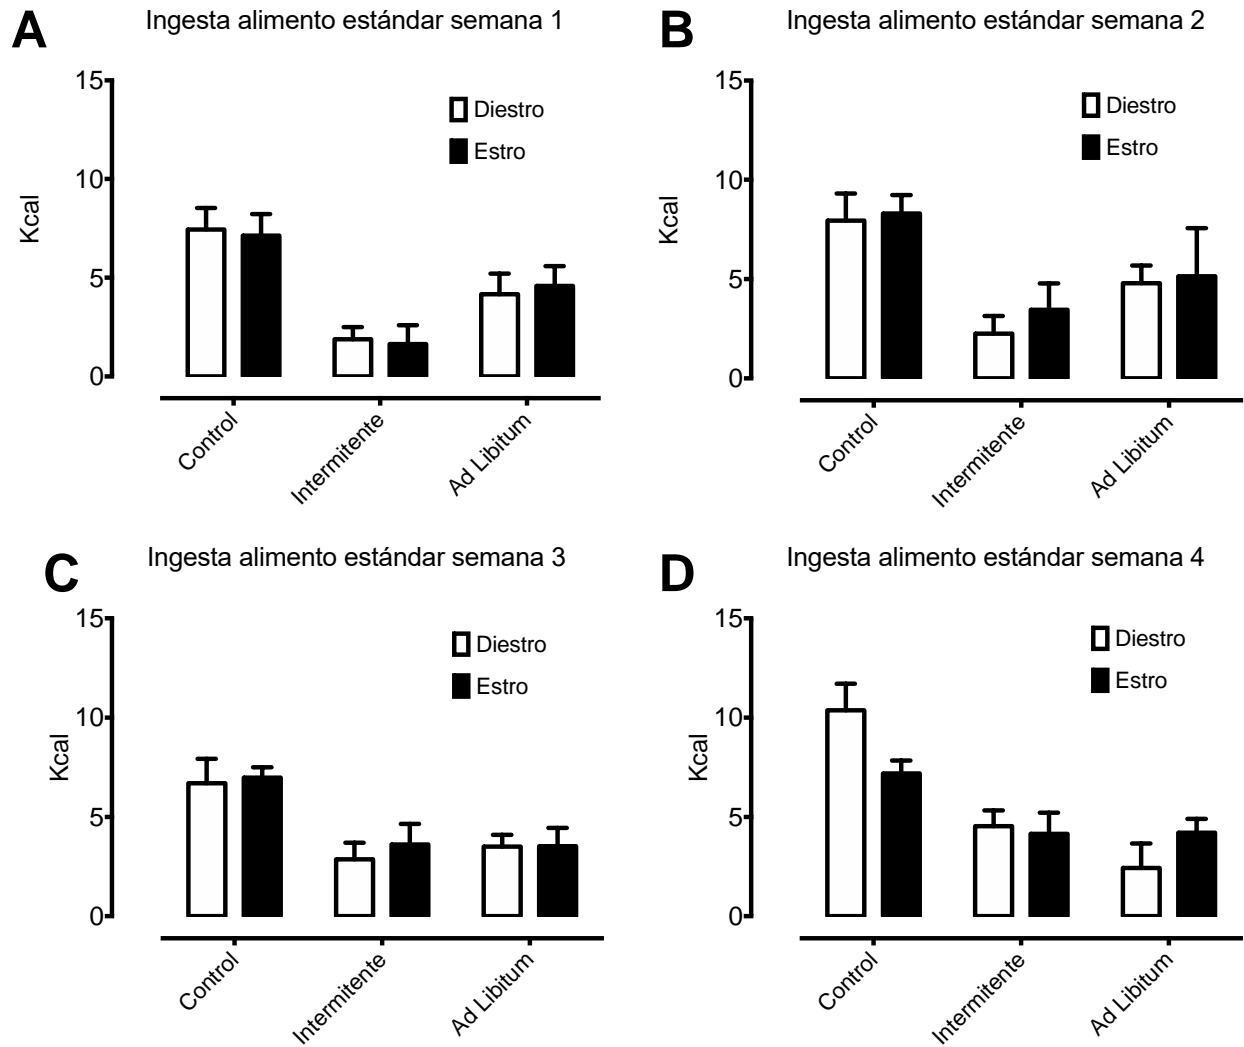 A
Ingesta alimento estándar semana 1
15
10
5
0
Kcal
Diestro
Estro
Control
Intermitente
Ad Libitum
B
Ingesta alimento estándar semana 2
15
10
5
0
Kcal
Diestro
Estro
Control
Intermitente
Ad Libitum
C
Ingesta alimento estándar semana 3
15
10
5
0
Kcal
Diestro
Estro
Control
Intermitente
Ad Libitum
D
Ingesta alimento estándar semana 4
15
10
5
0
Kcal
Diestro
Estro
Control
Intermitente
Ad Libitum